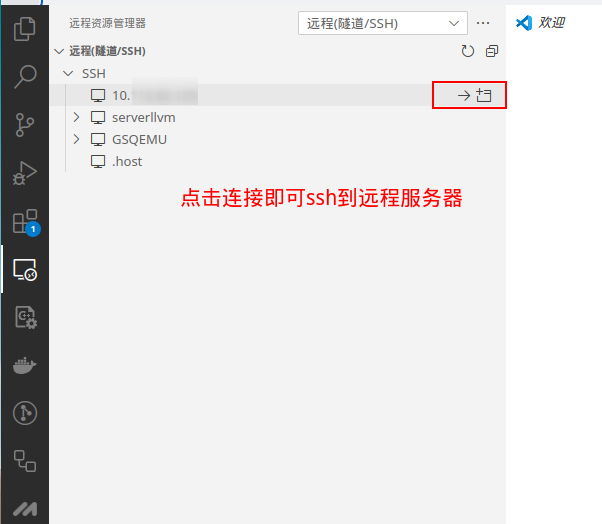 远程资源管理器
远程(隧道/SSH)
欢迎
远程(隧道/SSH)
SSH
10.
serverllvm
GSQEMU
.host
点击连接即可ssh到远程服务器
1